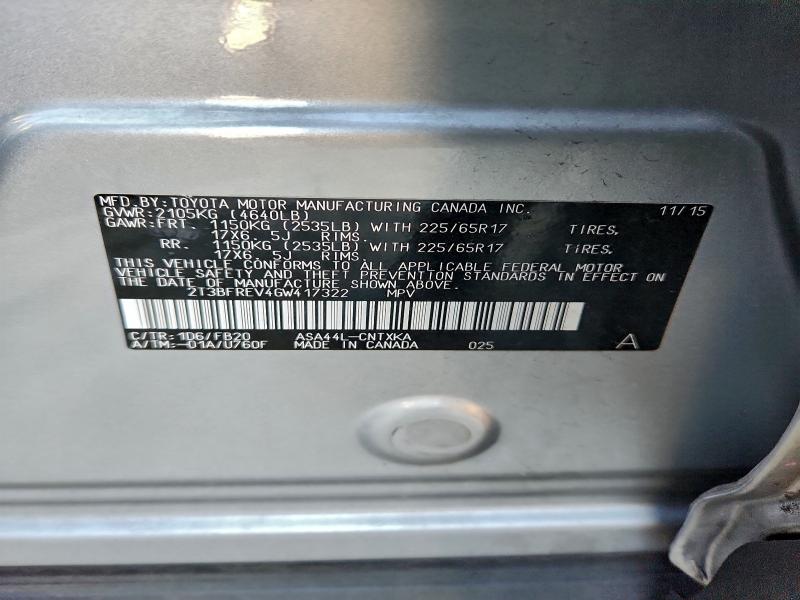 MFD.BY:TOYOTA MOTOR MANUFACTURING CANADA INC. 11/15
GVWR:2105KG (4640LB)
GAWR:FRT. 1150KG (2535LB) WITH 225/65R17 TIRES,
17X6.5J RIMS.
RR. 1150KG (2535LB) WITH 225/65R17 TIRES,
17X6.5J RIMS.
THIS VEHICLE CONFORMS TO ALL APPLICABLE FEDERAL MOTOR
VEHICLE SAFETY AND THEFT PREVENTION STANDARDS IN EFFECT ON
THE DATE OF MANUFACTURE SHOWN ABOVE.
2T3BFREV4GW417322 MPV
C/TR:1D6/FB20 ASA44L-CNTXKA
A/TM:-01A/U760F MADE IN CANADA 025 A